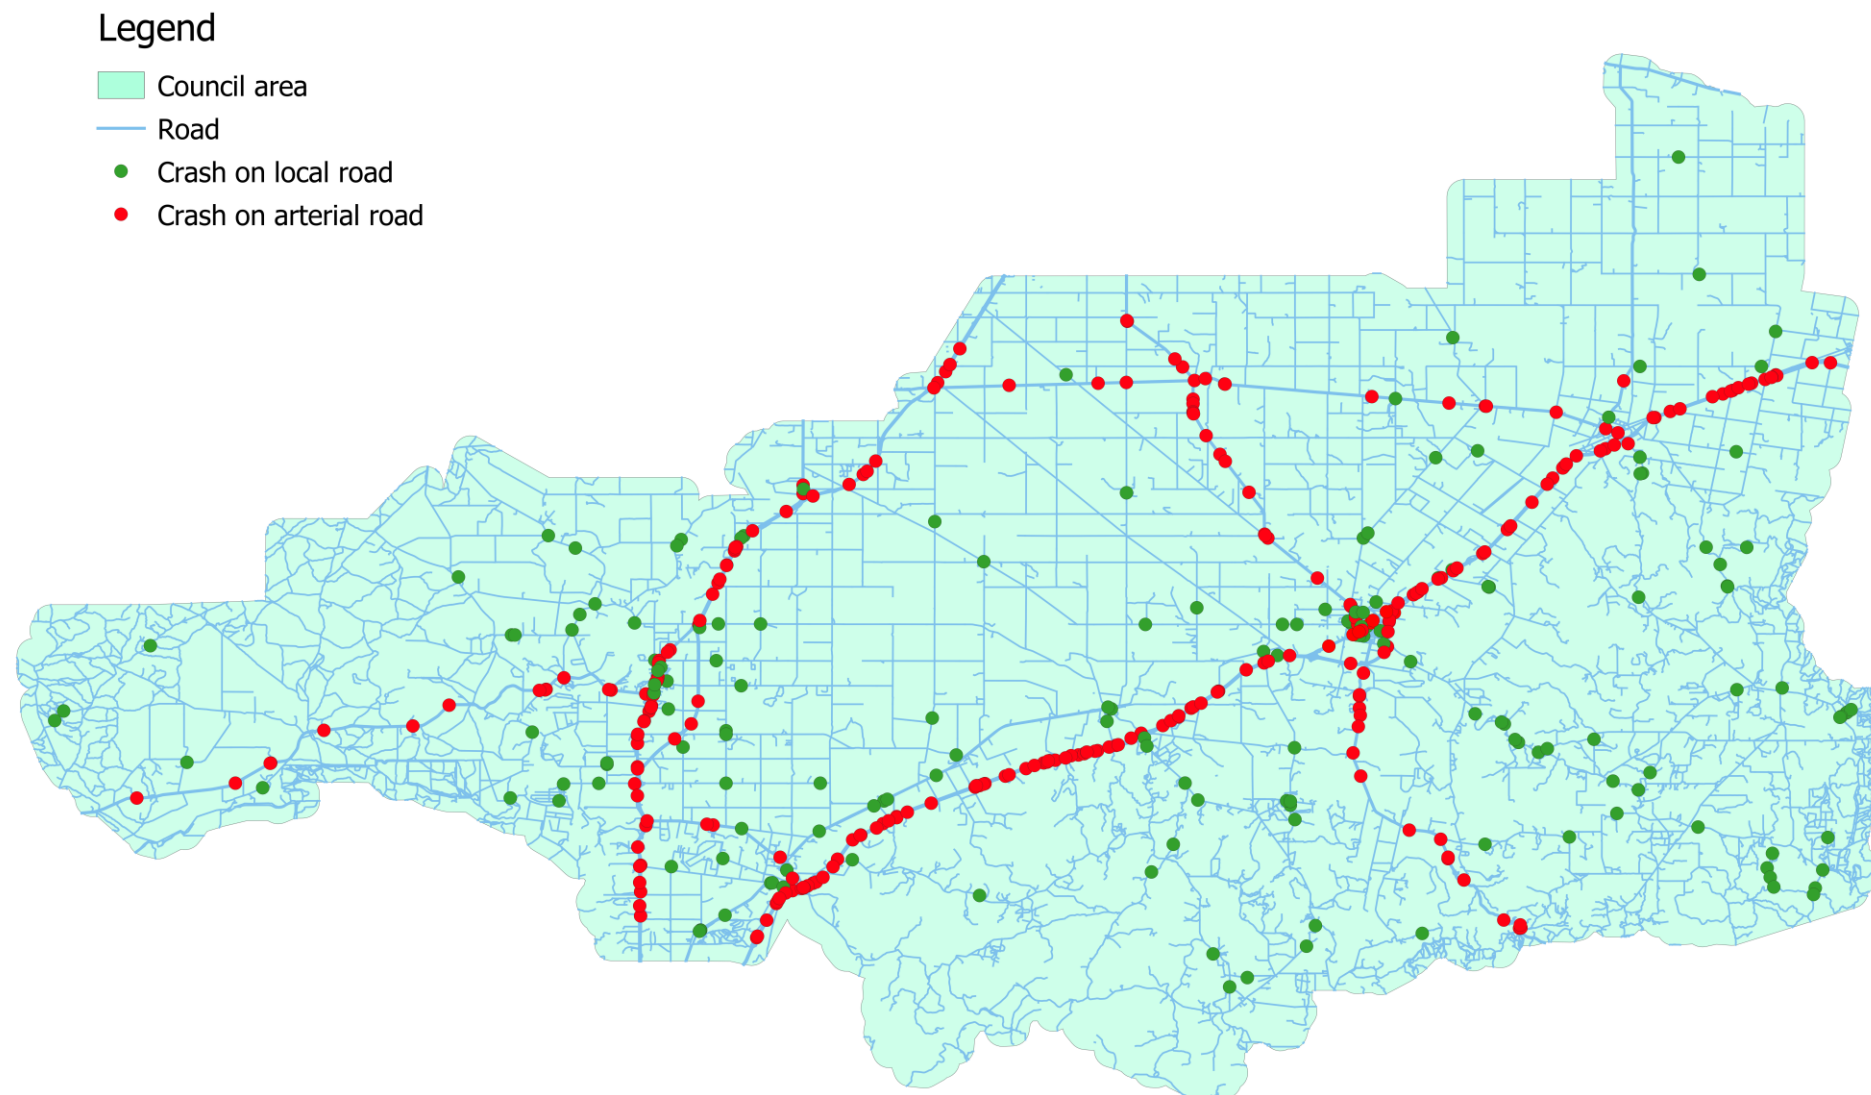 Legend
Council area
Road
Crash on local road
Crash on arterial road